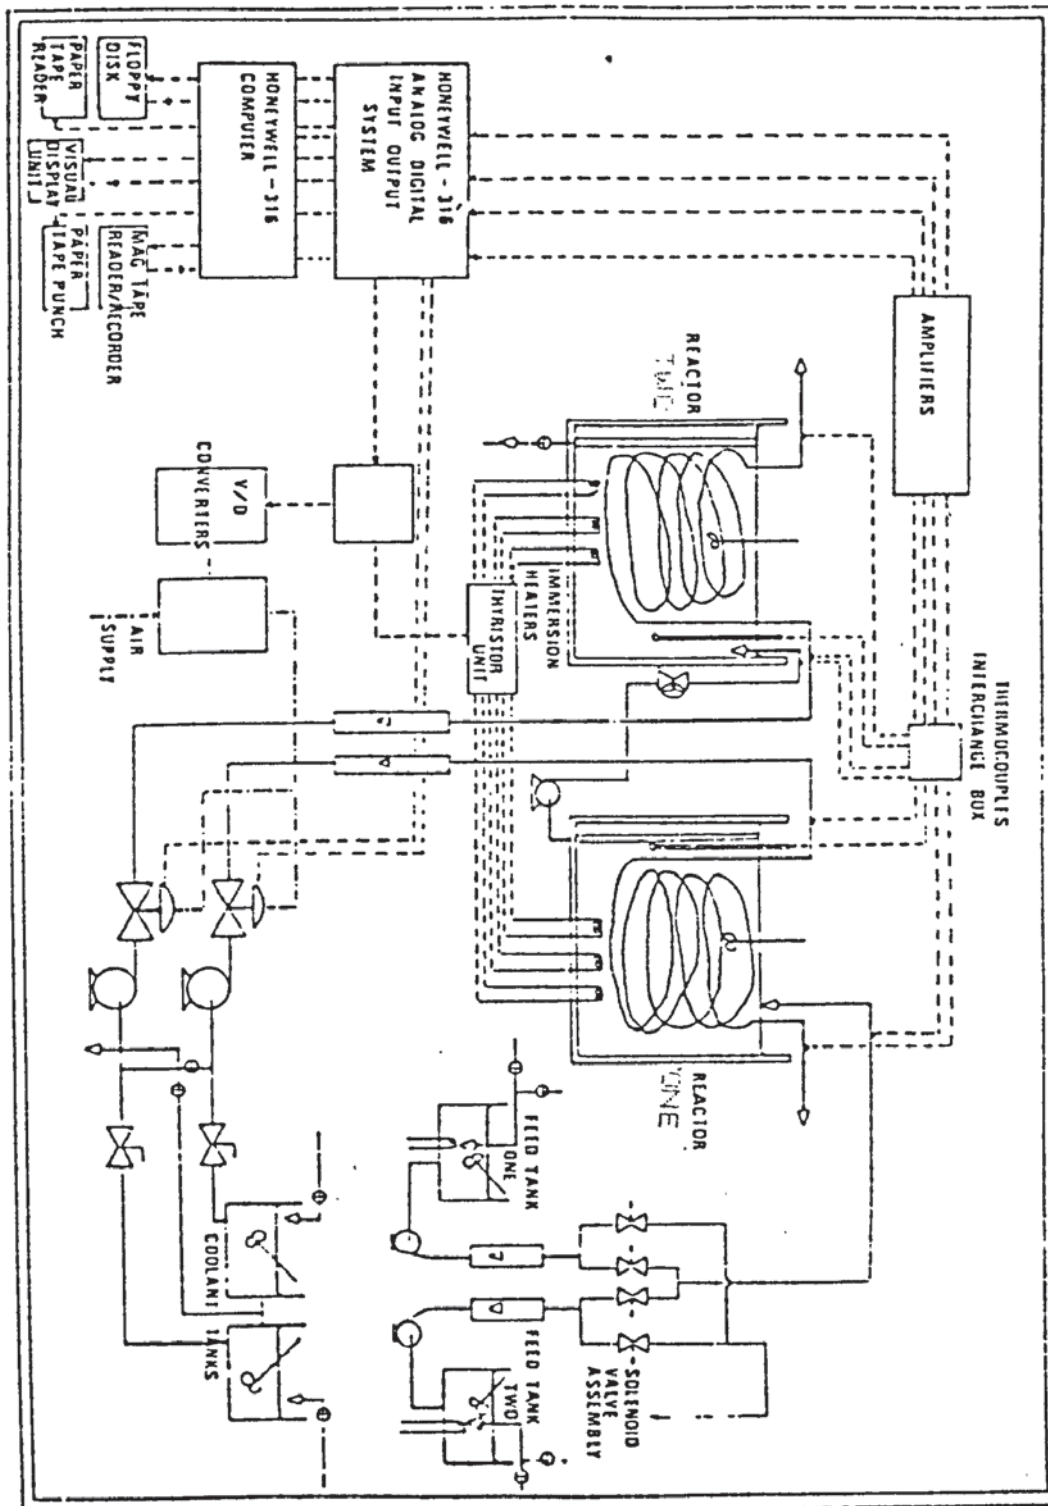 THERMOCOUPLES
INTERCHANGE BOX
AMPLIFIERS
REACTOR
TWO
REACTOR
ONE
IMMERSION
HEATERS
THYRISTOR
UNIT
HONEYWELL - 316
ANALOG DIGITAL
INPUT OUTPUT
SYSTEM
HONEYWELL - 316
COMPUTER
FLOPPY
DISK
PAPER
TAPE
READER
VISUAL
DISPLAY
UNIT
MAG TAPE
READER/RECORDER
PAPER
TAPE PUNCH
V/D
CONVERTERS
AIR
SUPPLY
FEED TANK
ONE
FEED TANK
TWO
SOLENOID
VALVE
ASSEMBLY
COOLANT TANKS